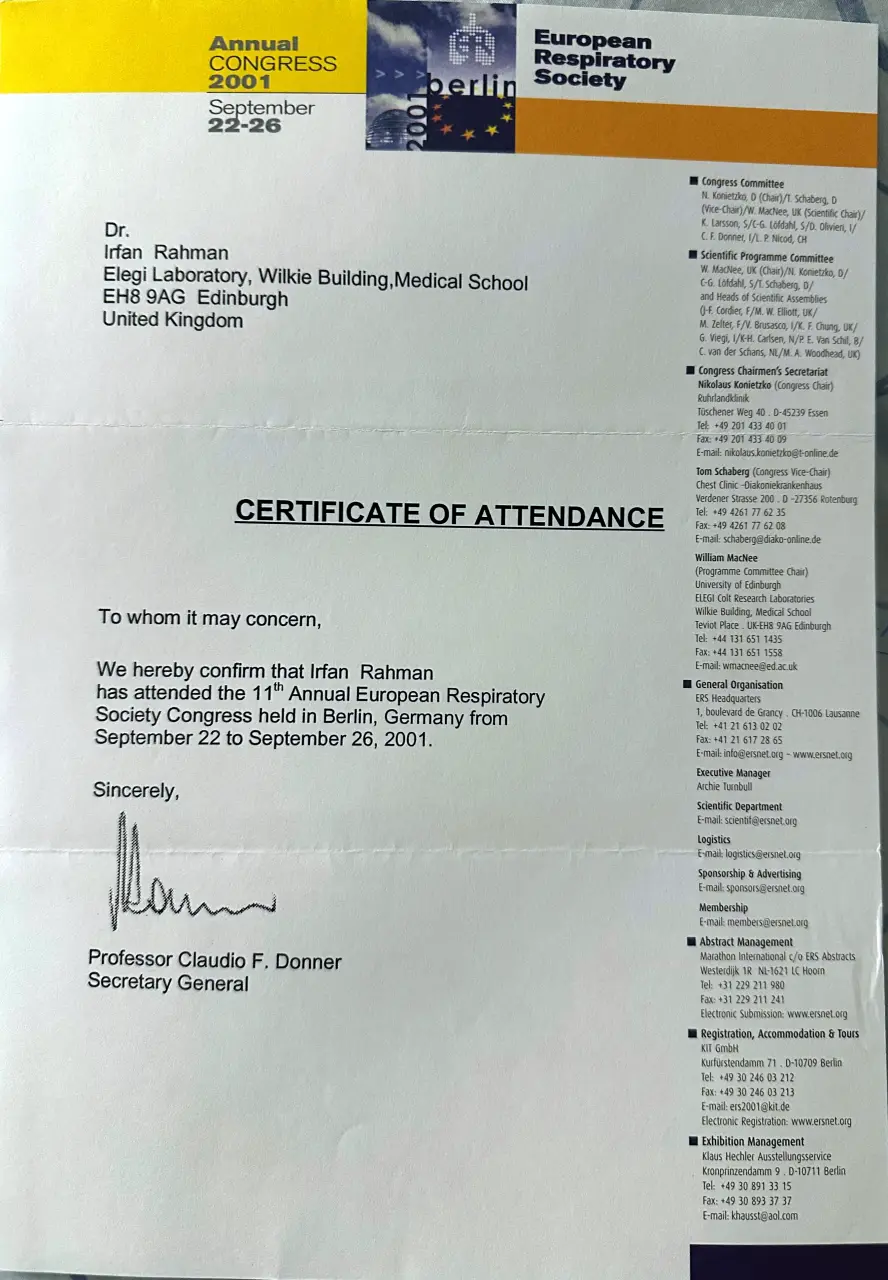 Annual
CONGRESS
2001
September
22-26
> > >
berlin
2001
European
Respiratory
Society
Dr.
Irfan Rahman
Elegi Laboratory, Wilkie Building,Medical School
EH8 9AG Edinburgh
United Kingdom
CERTIFICATE OF ATTENDANCE
To whom it may concern,
We hereby confirm that Irfan Rahman
has attended the 11th Annual European Respiratory
Society Congress held in Berlin, Germany from
September 22 to September 26, 2001.
Sincerely,
Professor Claudio F. Donner
Secretary General
■ Congress Committee
N. Konietzko, D (Chair)/T. Schaberg, D
(Vice-Chair)/W. MacNee, UK (Scientific Chair)/
K. Larsson, S/C-G. Löfdahl, S/D. Olivieri, I/
C. F. Donner, I/L. P. Nicod, CH
■ Scientific Programme Committee
W. MacNee, UK (Chair)/N. Konietzko, D/
C-G. Löfdahl, S/T. Schaberg, D/
and Heads of Scientific Assemblies
(J-F. Cordier, F/M. W. Elliott, UK/
M. Zelter, F/V. Brusasco, I/K. F. Chung, UK/
G. Viegi, I/K-H. Carlsen, N/P. E. Van Schil, B/
C. van der Schans, NL/M. A. Woodhead, UK)
■ Congress Chairmen's Secretariat
Nikolaus Konietzko (Congress Chair)
Ruhrlandklinik
Tüschener Weg 40 . D-45239 Essen
Tel: +49 201 433 40 01
Fax: +49 201 433 40 09
E-mail: nikolaus.konietzko@t-online.de
Tom Schaberg (Congress Vice-Chair)
Chest Clinic -Diakoniekrankenhaus
Verdener Strasse 200 . D -27356 Rotenburg
Tel: +49 4261 77 62 35
Fax: +49 4261 77 62 08
E-mail: schaberg@diako-online.de
William MacNee
(Programme Committee Chair)
University of Edinburgh
ELEGI Colt Research Laboratories
Wilkie Building, Medical School
Teviot Place . UK-EH8 9AG Edinburgh
Tel: +44 131 651 1435
Fax: +44 131 651 1558
E-mail: wmacnee@ed.ac.uk
■ General Organisation
ERS Headquarters
1, boulevard de Grancy . CH-1006 Lausanne
Tel: +41 21 613 02 02
Fax: +41 21 617 28 65
E-mail: info@ersnet.org - www.ersnet.org
Executive Manager
Archie Turnbull
Scientific Department
E-mail: scientif@ersnet.org
Logistics
E-mail: logistics@ersnet.org
Sponsorship & Advertising
E-mail: sponsors@ersnet.org
Membership
E-mail: members@ersnet.org
■ Abstract Management
Marathon International c/o ERS Abstracts
Westerdijk 1R NL-1621 LC Hoorn
Tel: +31 229 211 980
Fax: +31 229 211 241
Electronic Submission: www.ersnet.org
■ Registration, Accommodation & Tours
KIT GmbH
Kurfürstendamm 71 . D-10709 Berlin
Tel: +49 30 246 03 212
Fax: +49 30 246 03 213
E-mail: ers2001@kit.de
Electronic Registration: www.ersnet.org
■ Exhibition Management
Klaus Hechler Ausstellungsservice
Kronprinzendamm 9 . D-10711 Berlin
Tel: +49 30 891 33 15
Fax: +49 30 893 37 37
E-mail: khausst@aol.com